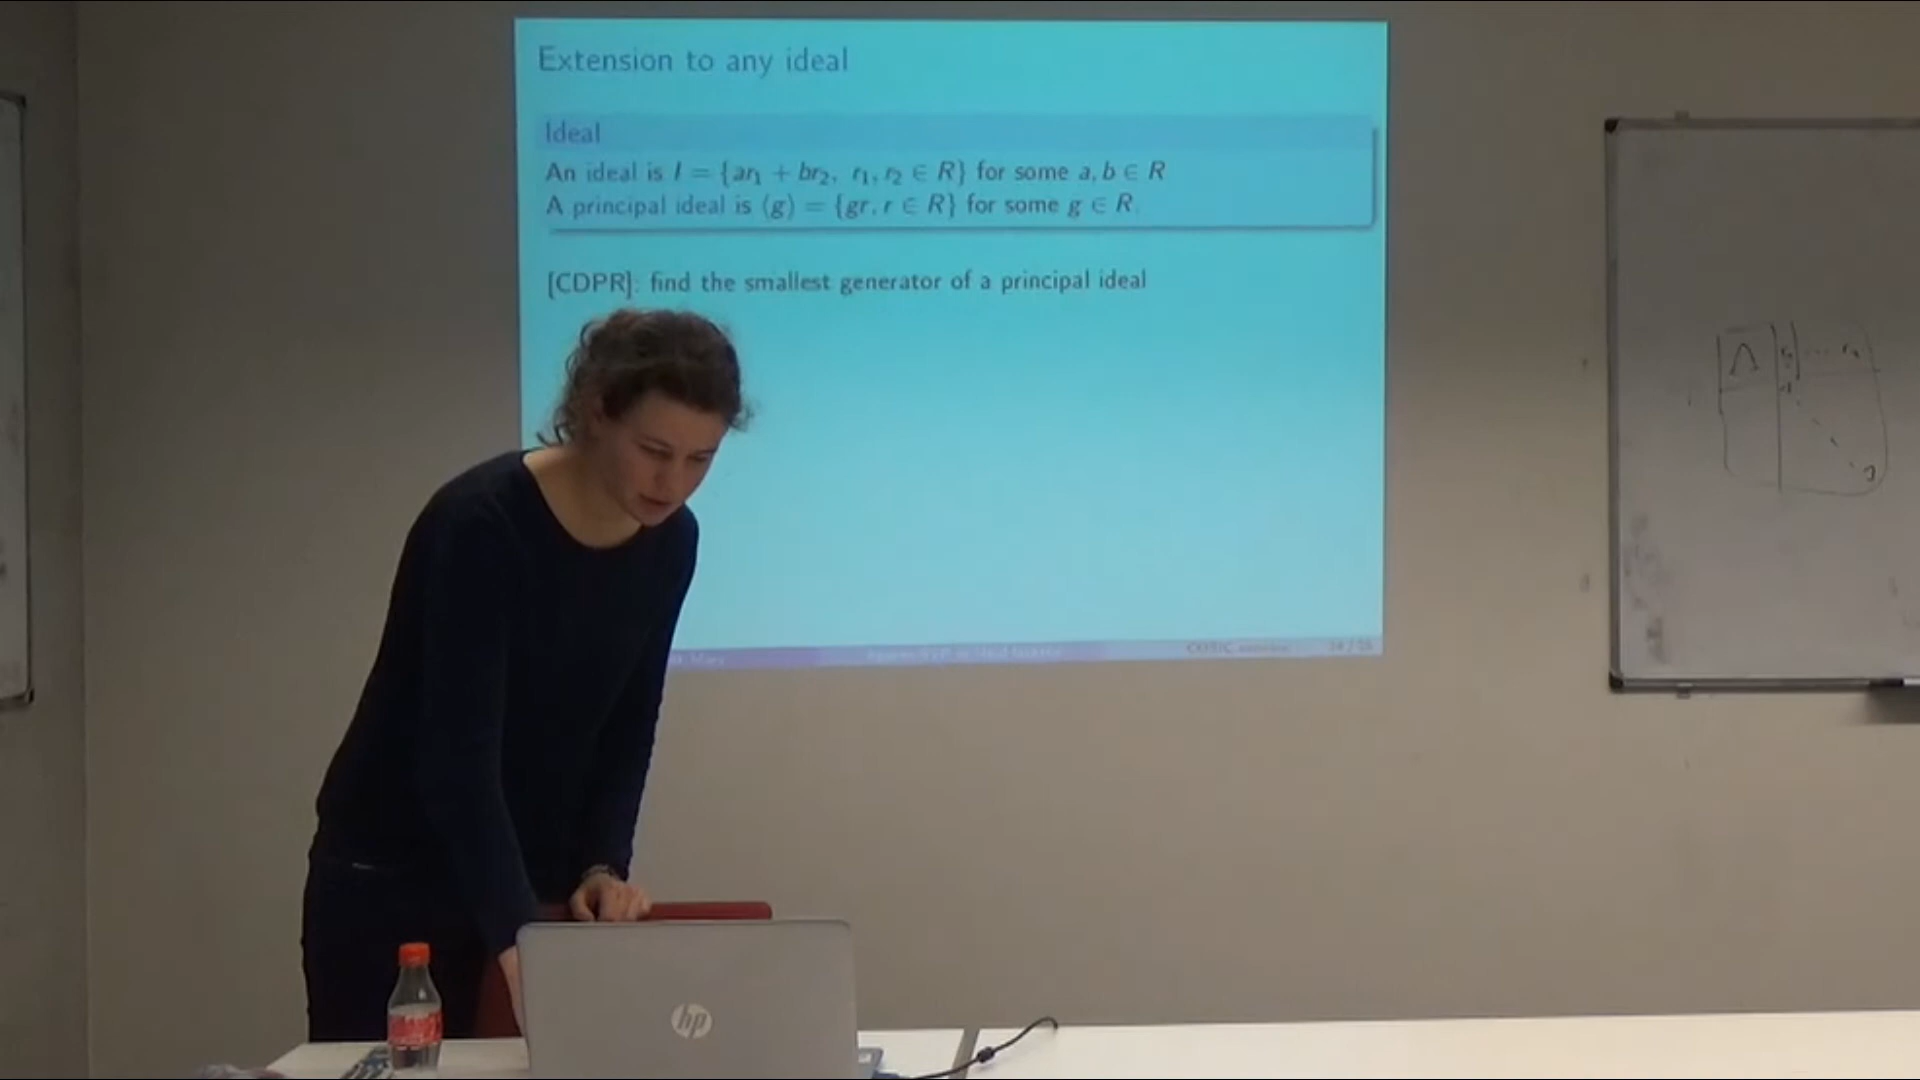 Extension to any ideal
Ideal
An ideal is I = {ar₁ + br₂, r₁, r₂ ∈ R} for some a, b ∈ R
A principal ideal is ⟨g⟩ = {gr, r ∈ R} for some g ∈ R.
[CDPR]: find the smallest generator of a principal ideal
COSIC
Λ
hp